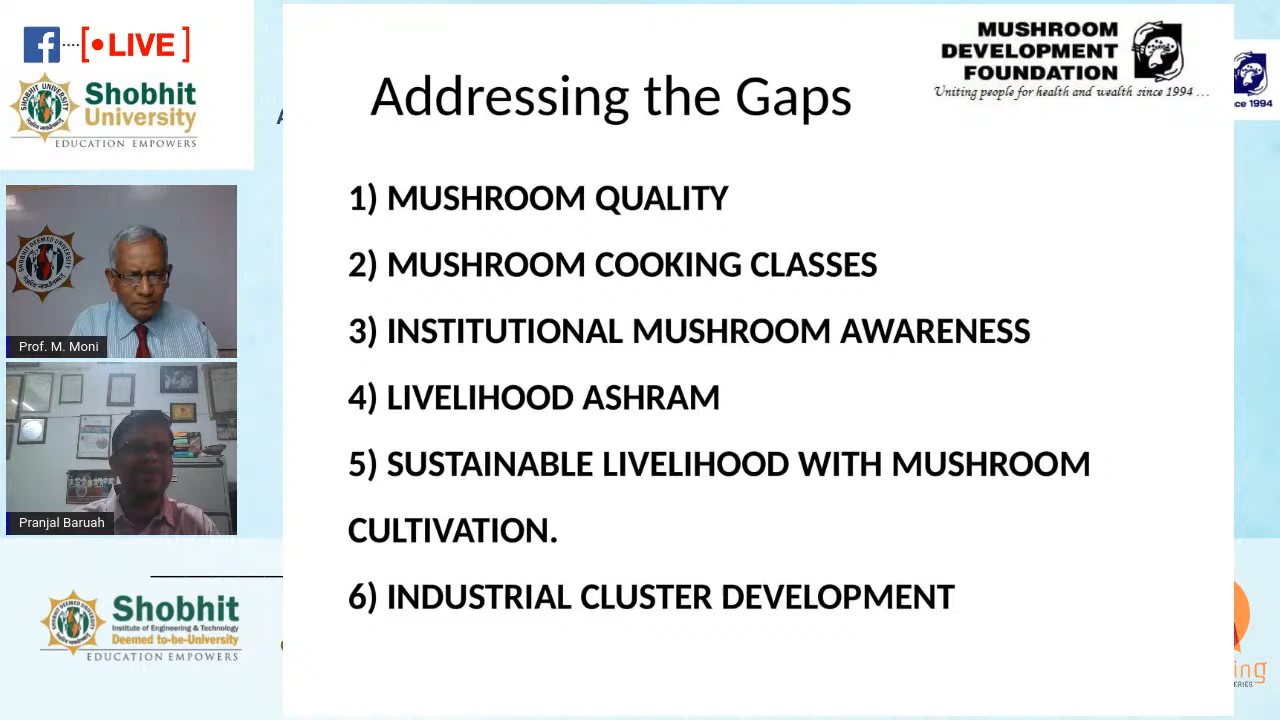 LIVE
Shobhit
University
EDUCATION EMPOWERS
Addressing the Gaps
MUSHROOM
DEVELOPMENT
FOUNDATION
Uniting people for health and wealth since 1994 ...
ce 1994
1) MUSHROOM QUALITY
2) MUSHROOM COOKING CLASSES
3) INSTITUTIONAL MUSHROOM AWARENESS
4) LIVELIHOOD ASHRAM
5) SUSTAINABLE LIVELIHOOD WITH MUSHROOM
CULTIVATION.
6) INDUSTRIAL CLUSTER DEVELOPMENT
Prof. M. Moni
Pranjal Baruah
Shobhit
Institute of Engineering & Technology
Deemed to-be-University
EDUCATION EMPOWERS
ing
ERIES